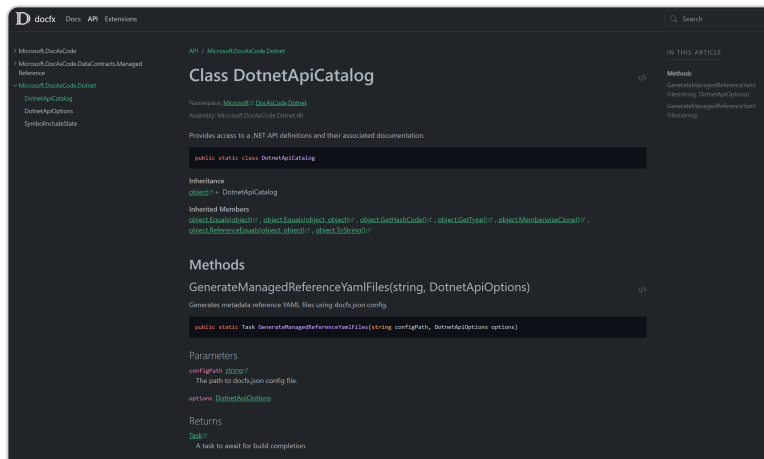 docfx Docs API Extensions
Search
Microsoft.DocAsCode
Microsoft.DocAsCode.DataContracts.Managed
Reference
Microsoft.DocAsCode.Dotnet
DotnetApiCatalog
DotnetApiOptions
SymbolIncludeState
API / Microsoft.DocAsCode.Dotnet
Class DotnetApiCatalog
</>
Namespace: Microsoft.DocAsCode.Dotnet
Assembly: Microsoft.DocAsCode.Dotnet.dll
Provides access to a .NET API definitions and their associated documentation.
public static class DotnetApiCatalog
Inheritance
object ← DotnetApiCatalog
Inherited Members
object.Equals(object) , object.Equals(object, object) , object.GetHashCode() , object.GetType() , object.MemberwiseClone() ,
object.ReferenceEquals(object, object) , object.ToString()
Methods
GenerateManagedReferenceYamlFiles(string, DotnetApiOptions)
</>
Generates metadata reference YAML files using docfx.json config.
public static Task GenerateManagedReferenceYamlFiles(string configPath, DotnetApiOptions options)
Parameters
configPath string
The path to docfx.json config file.
options DotnetApiOptions
Returns
Task
A task to await for build completion.
IN THIS ARTICLE
Methods
GenerateManagedReferenceYaml
Files(string, DotnetApiOptions)
GenerateManagedReferenceYaml
Files(string)